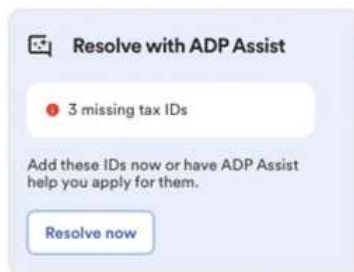 Resolve with ADP Assist
3 missing tax IDs
Add these IDs now or have ADP Assist
help you apply for them.
Resolve now